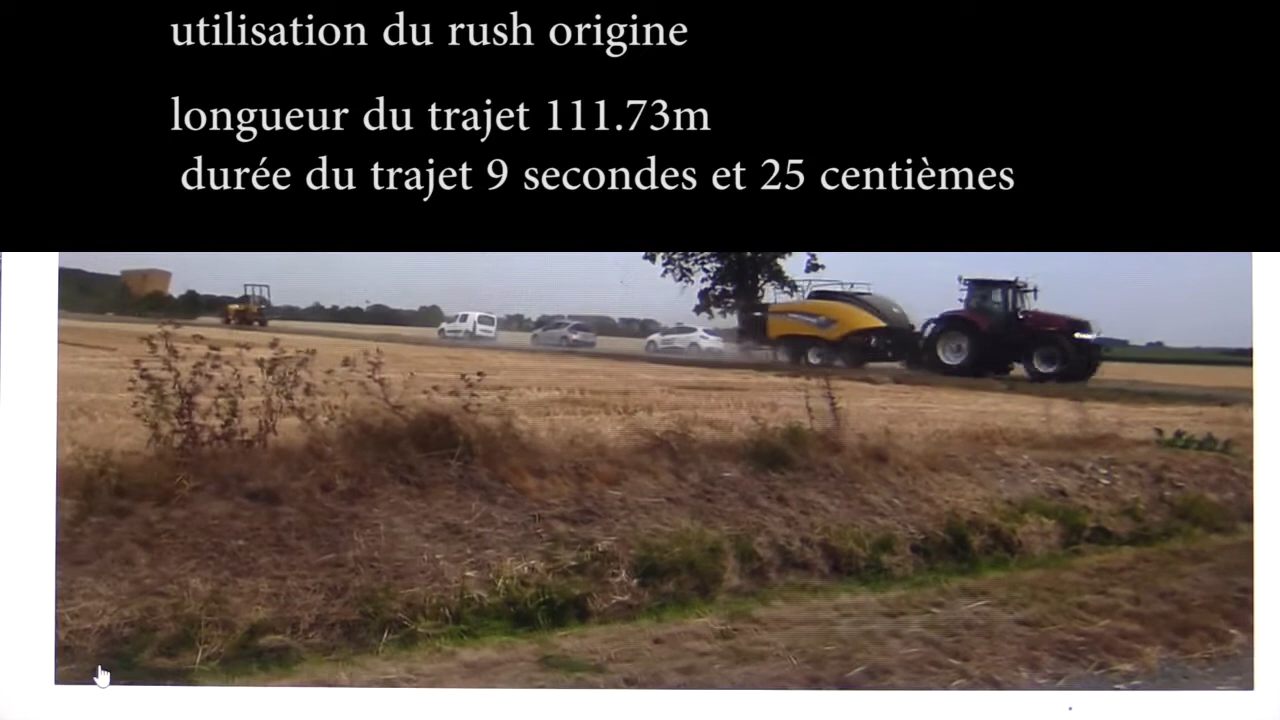 utilisation du rush origine
longueur du trajet 111.73m
durée du trajet 9 secondes et 25 centièmes